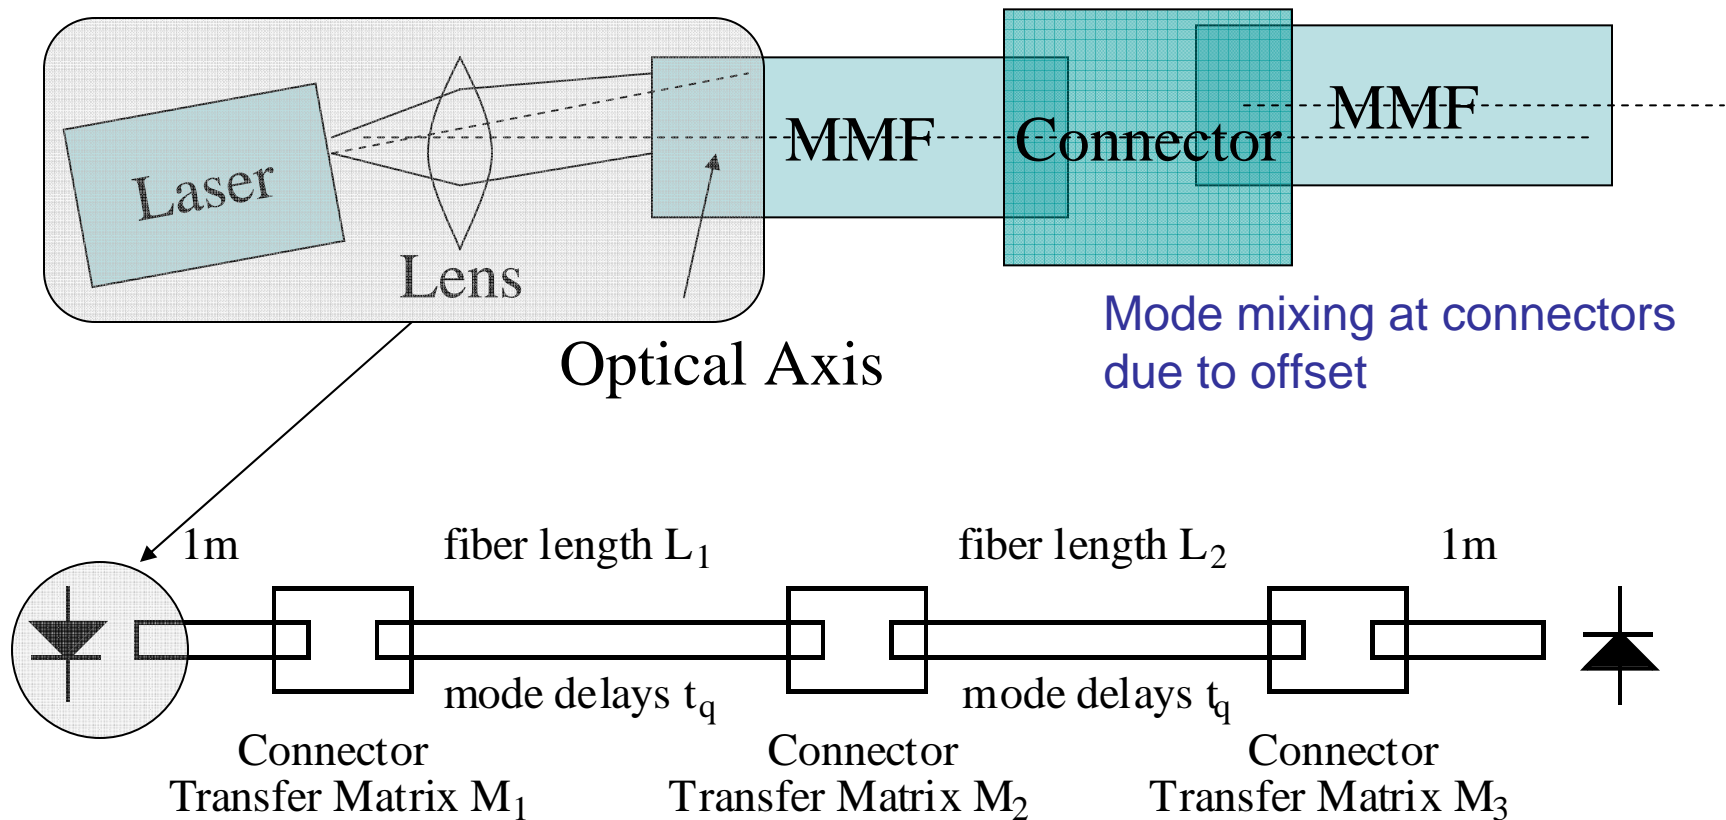 Laser
Lens
MMF
Connector
MMF
Optical Axis
Mode mixing at connectors
due to offset
1m
fiber length L₁
fiber length L₂
1m
mode delays t_q
mode delays t_q
Connector
Transfer Matrix M₁
Connector
Transfer Matrix M₂
Connector
Transfer Matrix M₃